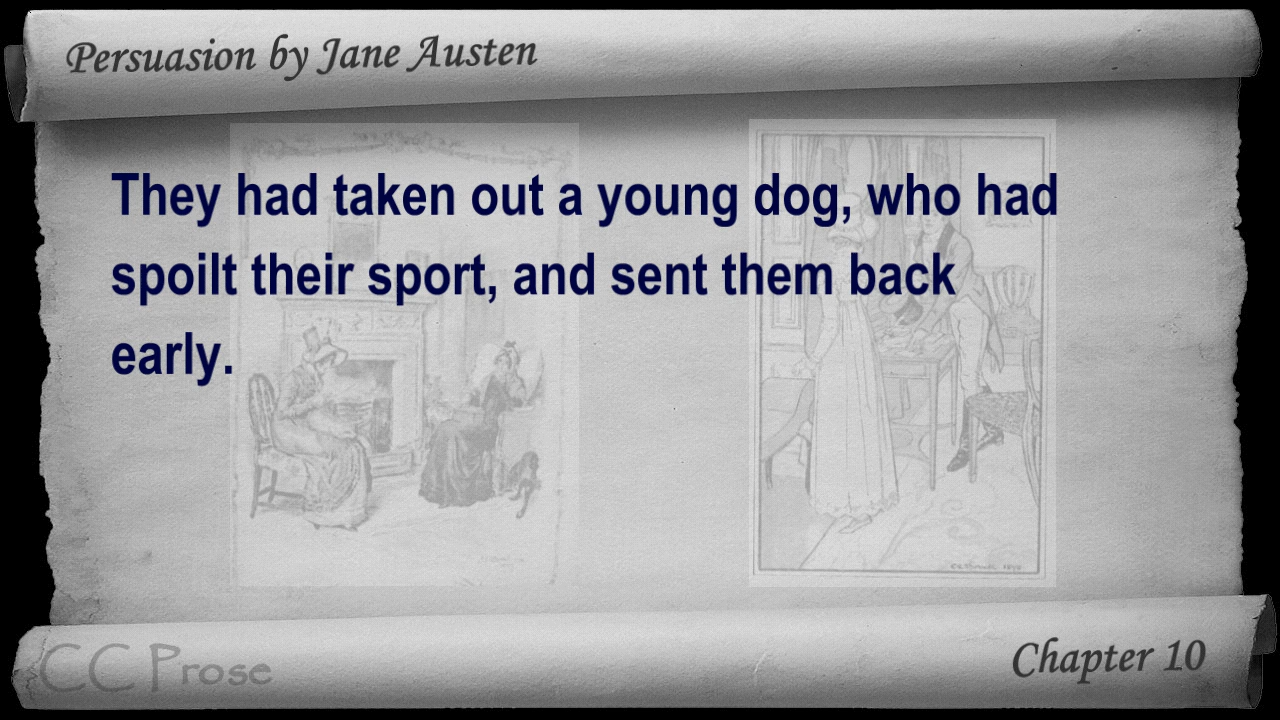 Persuasion by Jane Austen
They had taken out a young dog, who had
spoilt their sport, and sent them back
early.
CC Prose
Chapter 10